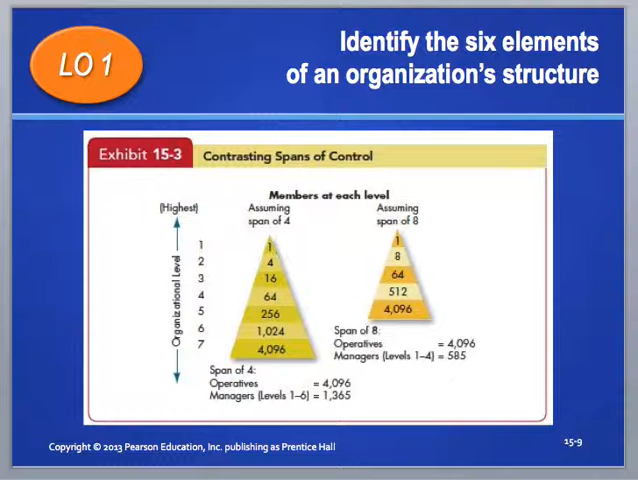 LO 1
Identify the six elements
of an organization's structure
Exhibit 15-3 Contrasting Spans of Control
Members at each level
(Highest)
Organizational Level
Assuming
span of 4
Assuming
span of 8
1 1 1
2 4 8
3 16 64
4 64 512
5 256 4,096
6 1,024
7 4,096
Span of 8:
Operatives = 4,096
Managers (Levels 1–4) = 585
Span of 4:
Operatives = 4,096
Managers (Levels 1–6) = 1,365
Copyright © 2013 Pearson Education, Inc. publishing as Prentice Hall
15-9